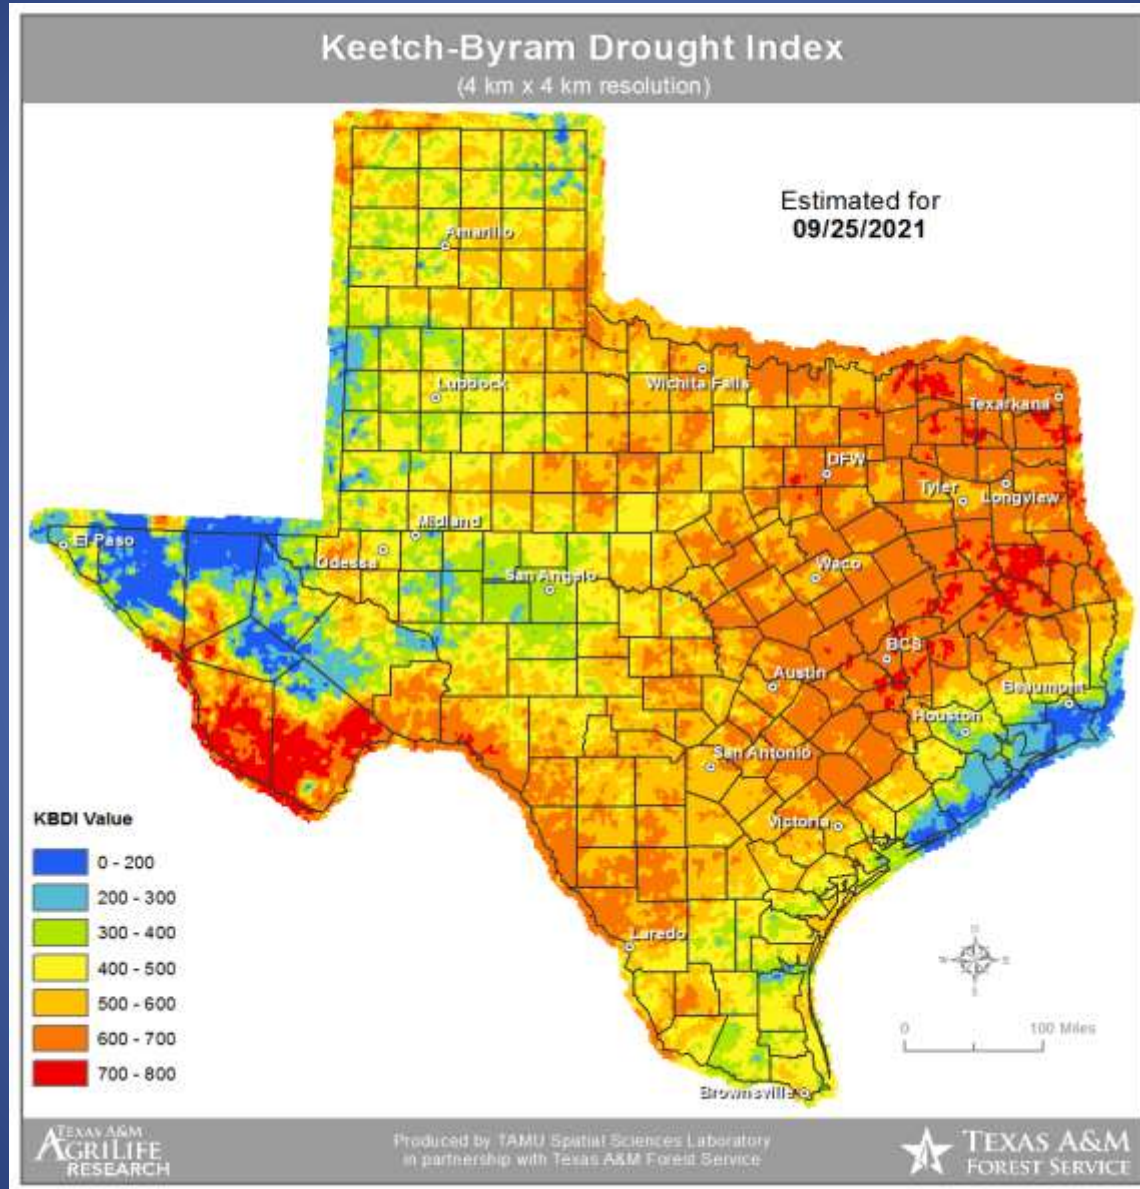 Keetch-Byram Drought Index
(4 km x 4 km resolution)
Estimated for
09/25/2021
Amarillo
Lubbock
Wichita Falls
Texarkana
DFW
Tyler
Longview
Midland
El Paso
Odessa
San Angelo
Waco
BCS
Austin
Beaumont
Houston
San Antonio
Victoria
Laredo
Brownsville
KBDI Value
0 - 200
200 - 300
300 - 400
400 - 500
500 - 600
600 - 700
700 - 800
0 100 Miles
TEXAS A&M
AGRILIFE
RESEARCH
Produced by TAMU Spatial Sciences Laboratory
in partnership with Texas A&M Forest Service
TEXAS A&M
FOREST SERVICE